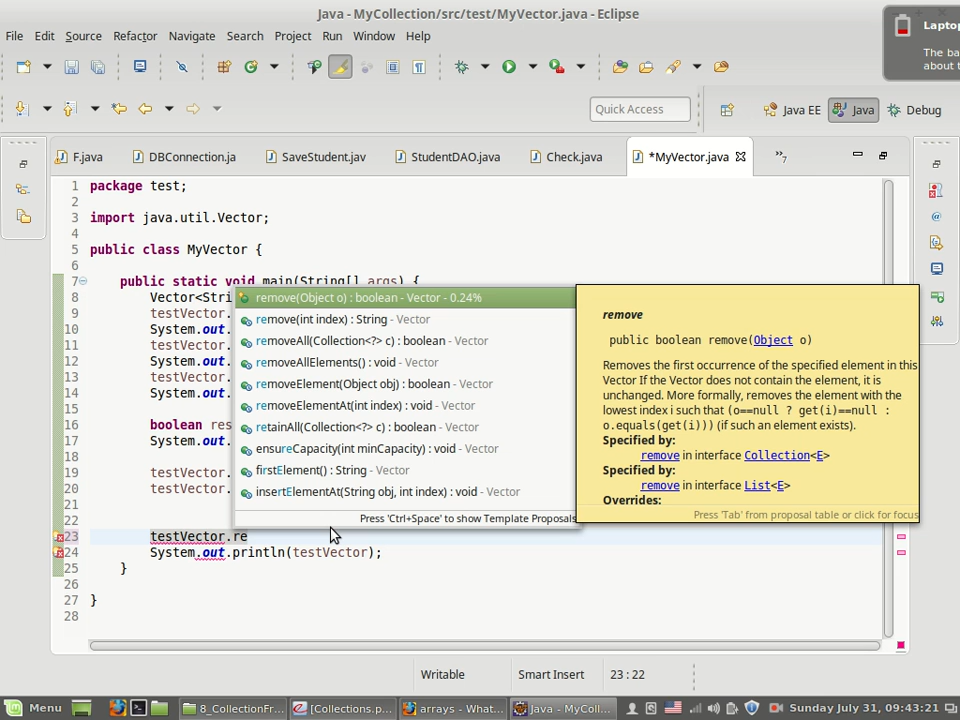 Java - MyCollection/src/test/MyVector.java - Eclipse
File Edit Source Refactor Navigate Search Project Run Window Help
Laptop
The ba
about t
Quick Access
Java EE Java Debug
F.java DBConnection.ja SaveStudent.jav StudentDAO.java Check.java *MyVector.java »7
1 package test;
2
3 import java.util.Vector;
4
5 public class MyVector {
6
7 public static void main(String[] args) {
8 Vector<Stri
9 testVector.
10 System.out.
11 testVector.
12 System.out.
13 testVector.
14 System.out.
15
16 boolean res
17 System.out.
18
19 testVector.
20 testVector.
21
22
23 testVector.re
24 System.out.println(testVector);
25 }
26
27 }
28
remove(Object o) : boolean - Vector - 0.24%
remove(int index) : String - Vector
removeAll(Collection<?> c) : boolean - Vector
removeAllElements() : void - Vector
removeElement(Object obj) : boolean - Vector
removeElementAt(int index) : void - Vector
retainAll(Collection<?> c) : boolean - Vector
ensureCapacity(int minCapacity) : void - Vector
firstElement() : String - Vector
insertElementAt(String obj, int index) : void - Vector
Press 'Ctrl+Space' to show Template Proposals
remove
public boolean remove(Object o)
Removes the first occurrence of the specified element in this
Vector If the Vector does not contain the element, it is
unchanged. More formally, removes the element with the
lowest index i such that (o==null ? get(i)==null :
o.equals(get(i))) (if such an element exists).
Specified by:
remove in interface Collection<E>
Specified by:
remove in interface List<E>
Overrides:
Press 'Tab' from proposal table or click for focus
Writable Smart Insert 23 : 22
Menu 8_CollectionFr... [Collections.p... arrays - What... Java - MyColl... Sunday July 31, 09:43:21